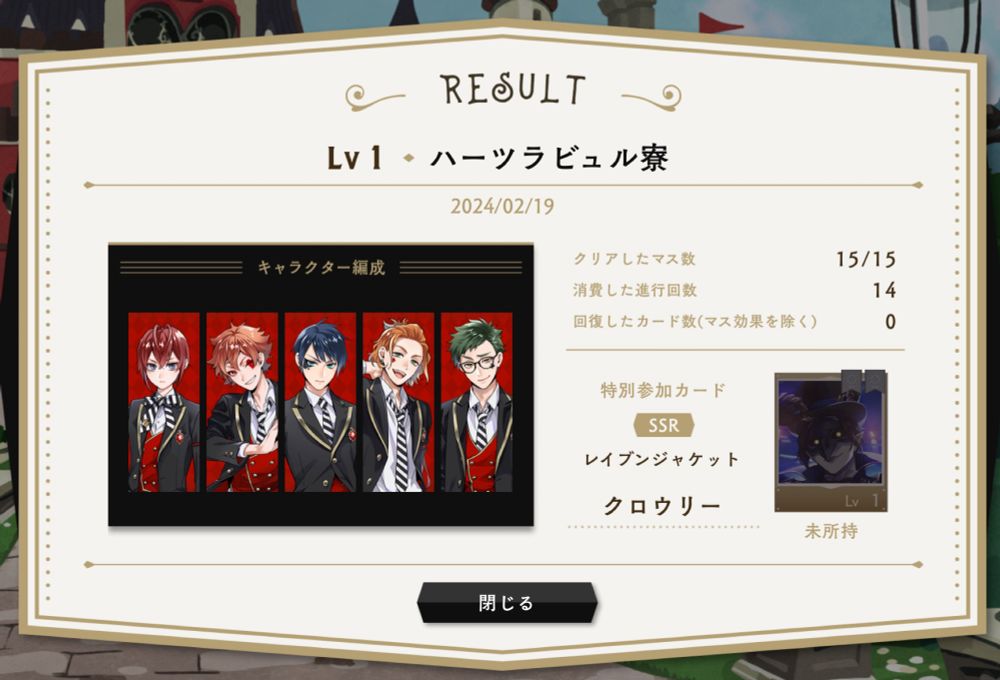 RESULT
Lv 1 ◆ ハーツラビュル寮
2024/02/19
キャラクター編成
クリアしたマス数 15/15
消費した進行回数 14
回復したカード数(マス効果を除く) 0
特別参加カード
SSR
レイブンジャケット
クロウリー
Lv 1
未所持
閉じる